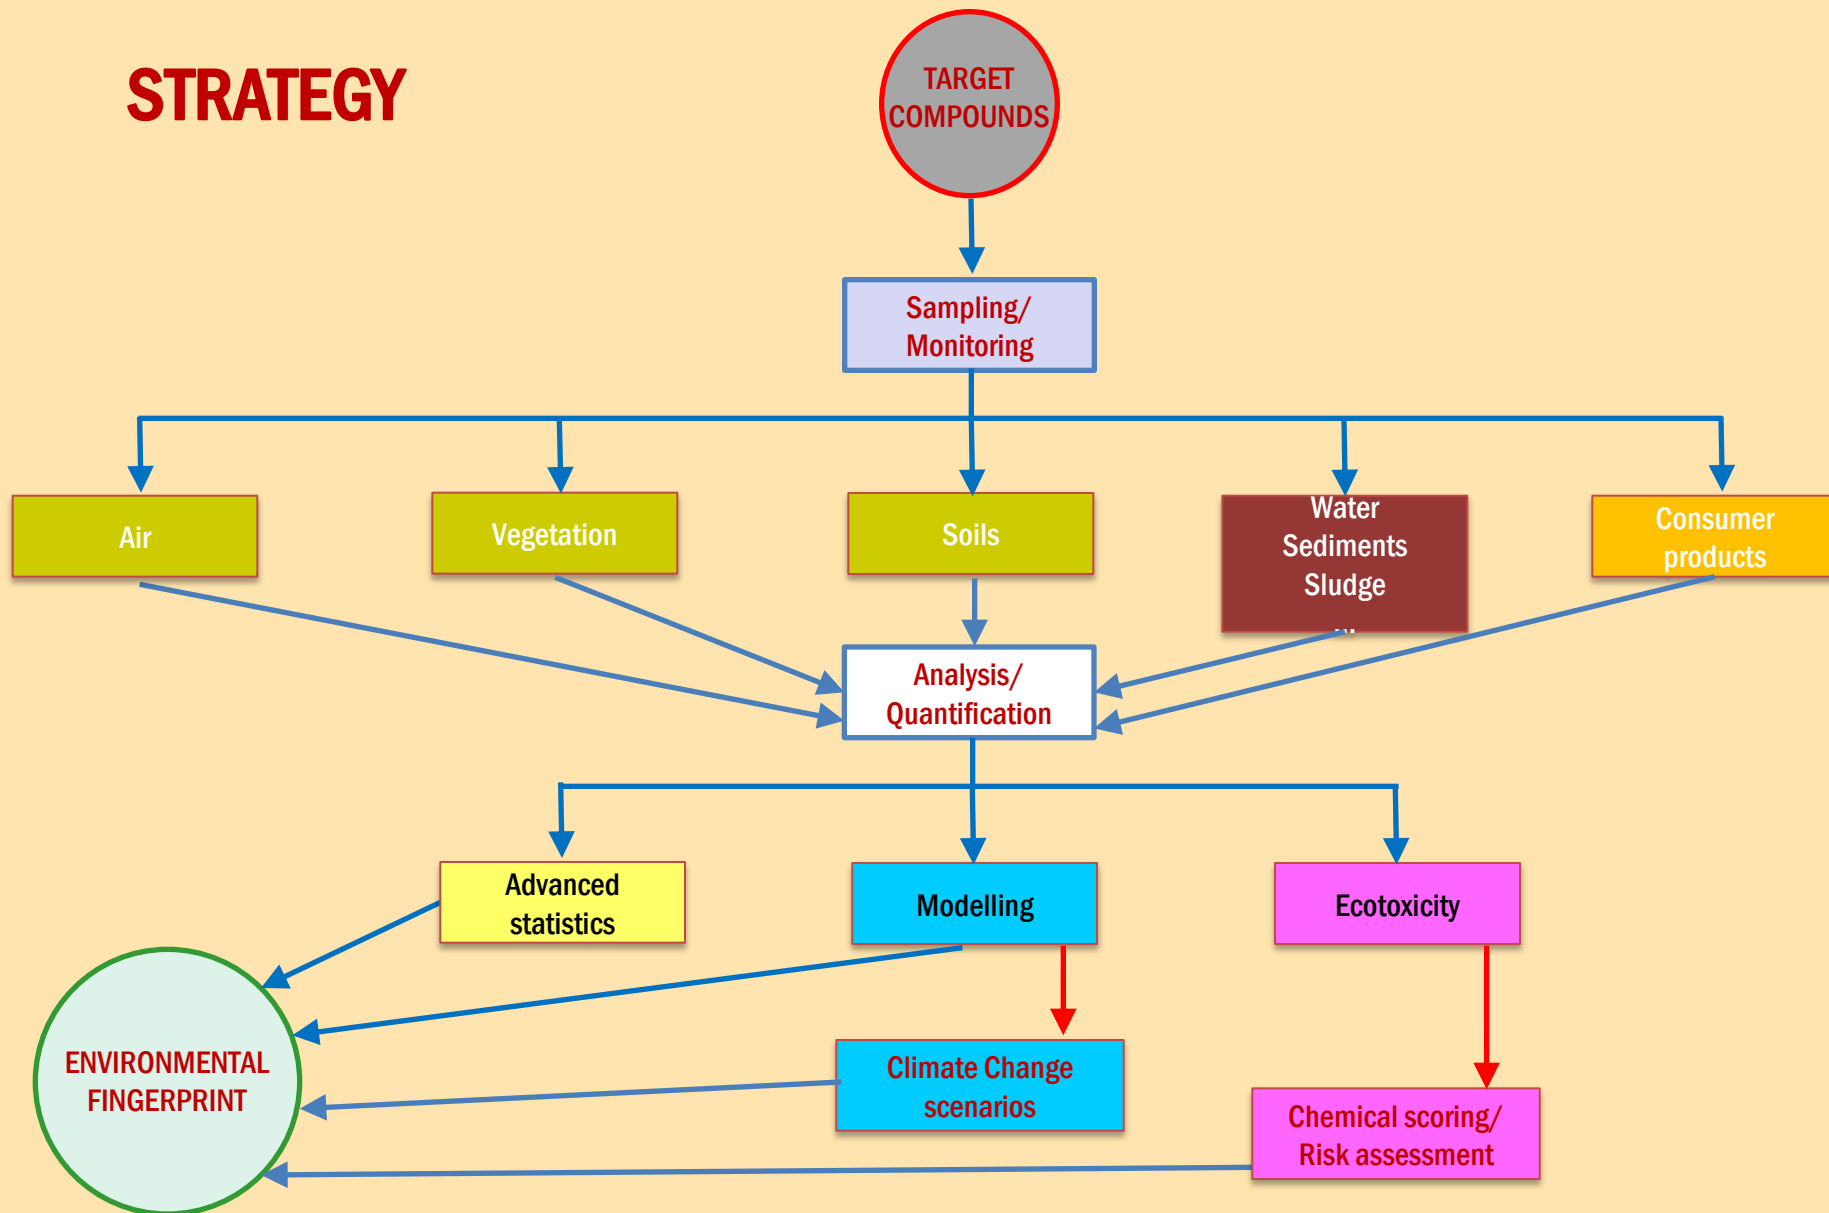 STRATEGY
TARGET
COMPOUNDS
Sampling/
Monitoring
Air
Vegetation
Soils
Water
Sediments
Sludge
Consumer
products
Analysis/
Quantification
Advanced
statistics
Modelling
Ecotoxicity
ENVIRONMENTAL
FINGERPRINT
Climate Change
scenarios
Chemical scoring/
Risk assessment